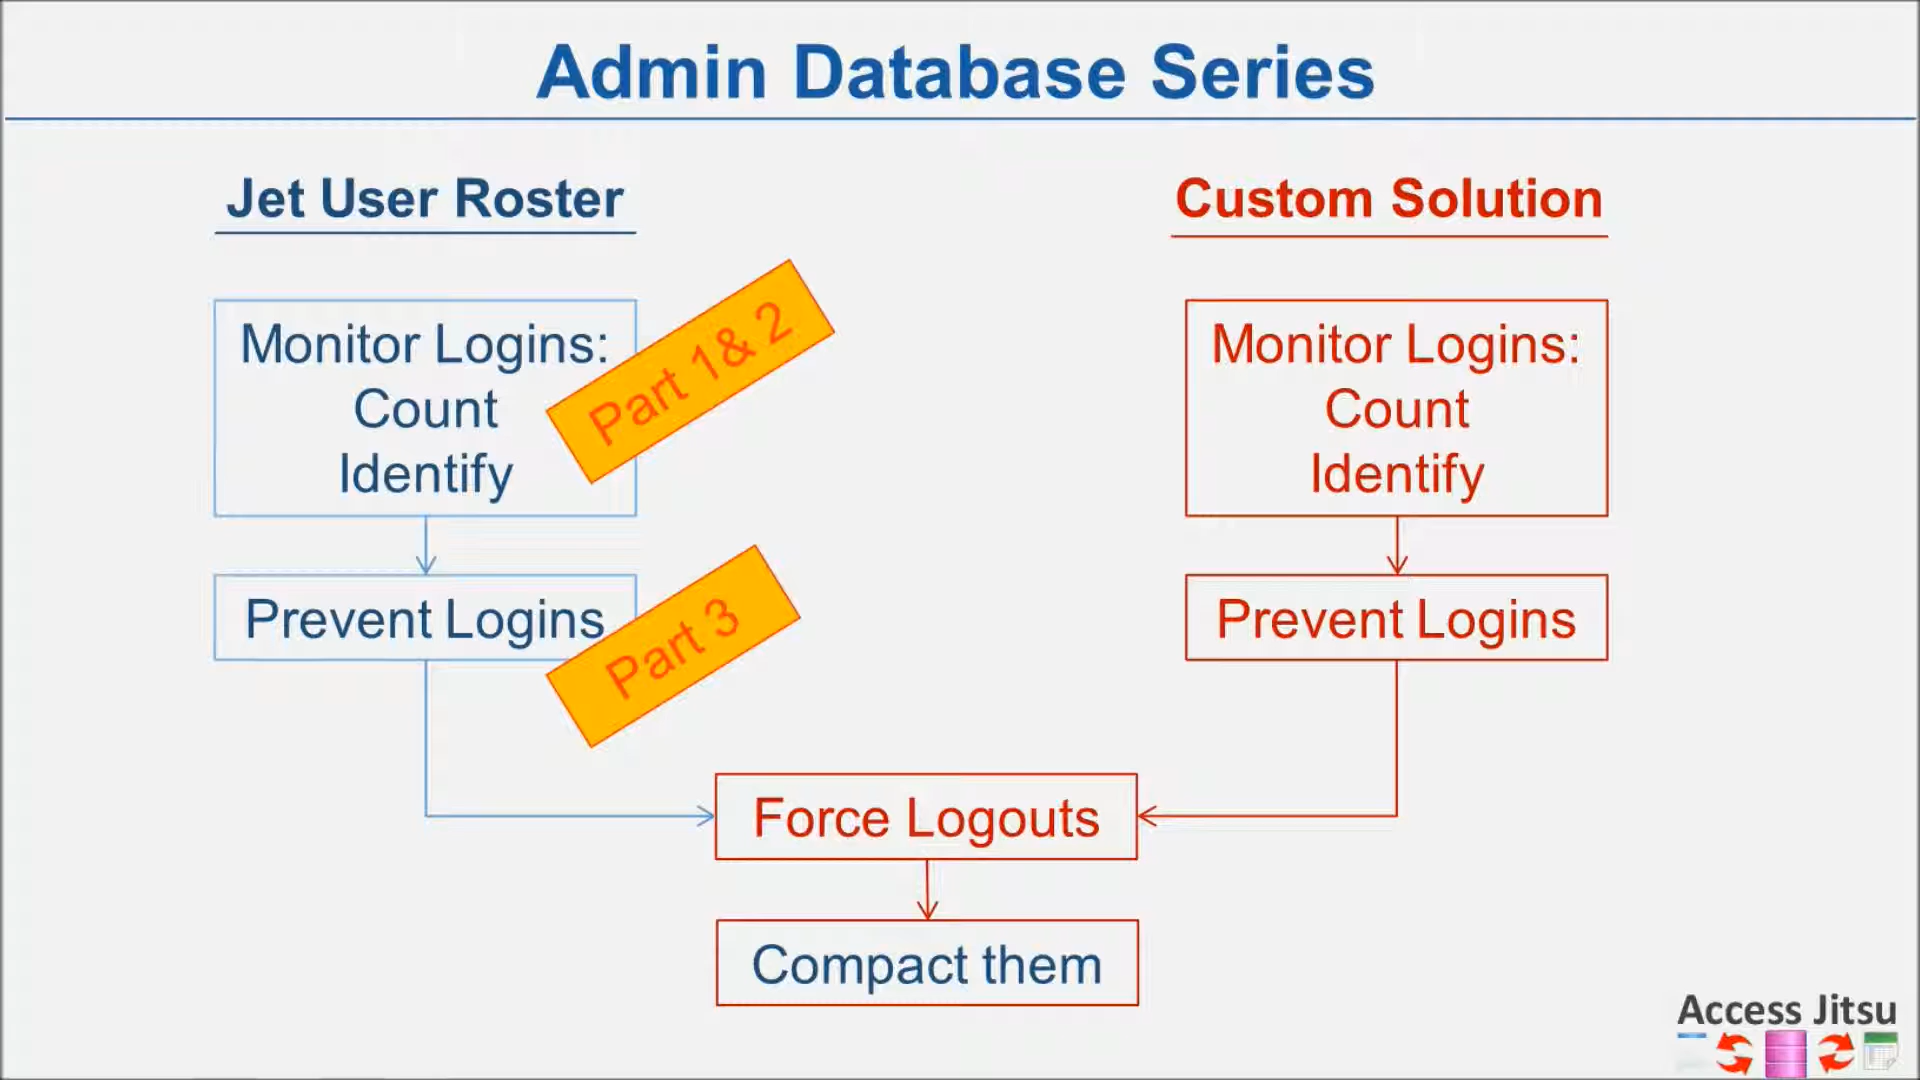 Admin Database Series
Jet User Roster
Monitor Logins:
Count
Identify
Part 1& 2
Prevent Logins
Part 3
Custom Solution
Monitor Logins:
Count
Identify
Prevent Logins
Force Logouts
Compact them
Access Jitsu